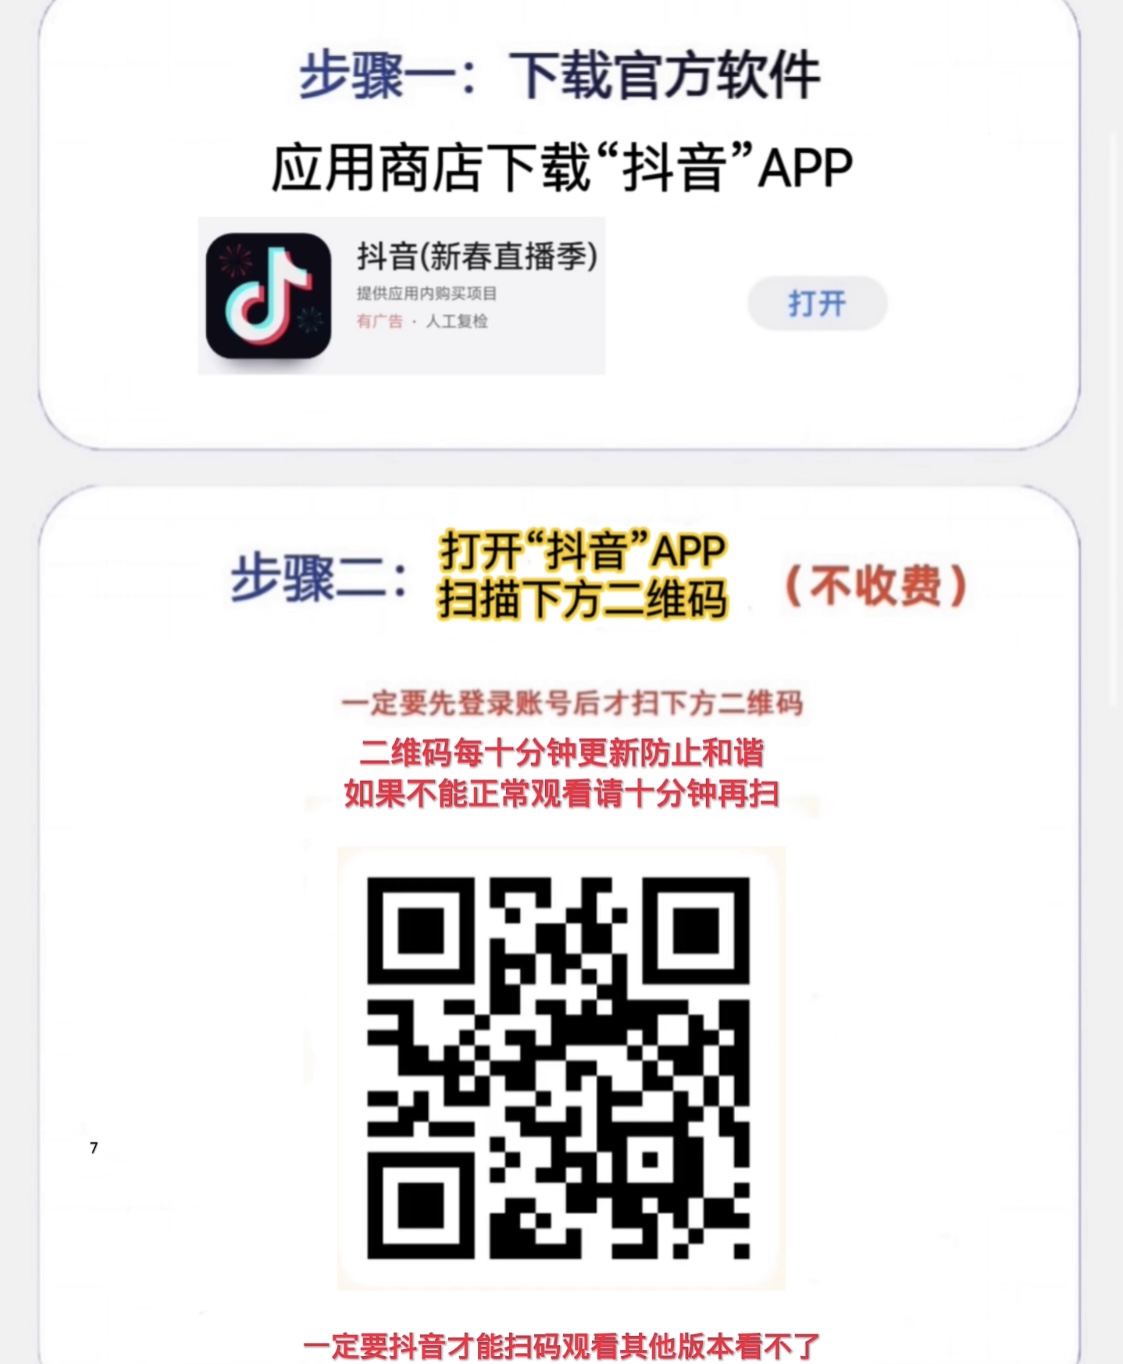 步骤一：下载官方软件
应用商店下载“抖音”APP
抖音(新春直播季)
提供应用内购买项目
有广告 · 人工复检
打开
步骤二：
打开“抖音”APP
扫描下方二维码
（不收费）
一定要先登录账号后才扫下方二维码
二维码每十分钟更新防止和谐
如果不能正常观看请十分钟再扫
7
一定要抖音才能扫码观看其他版本看不了